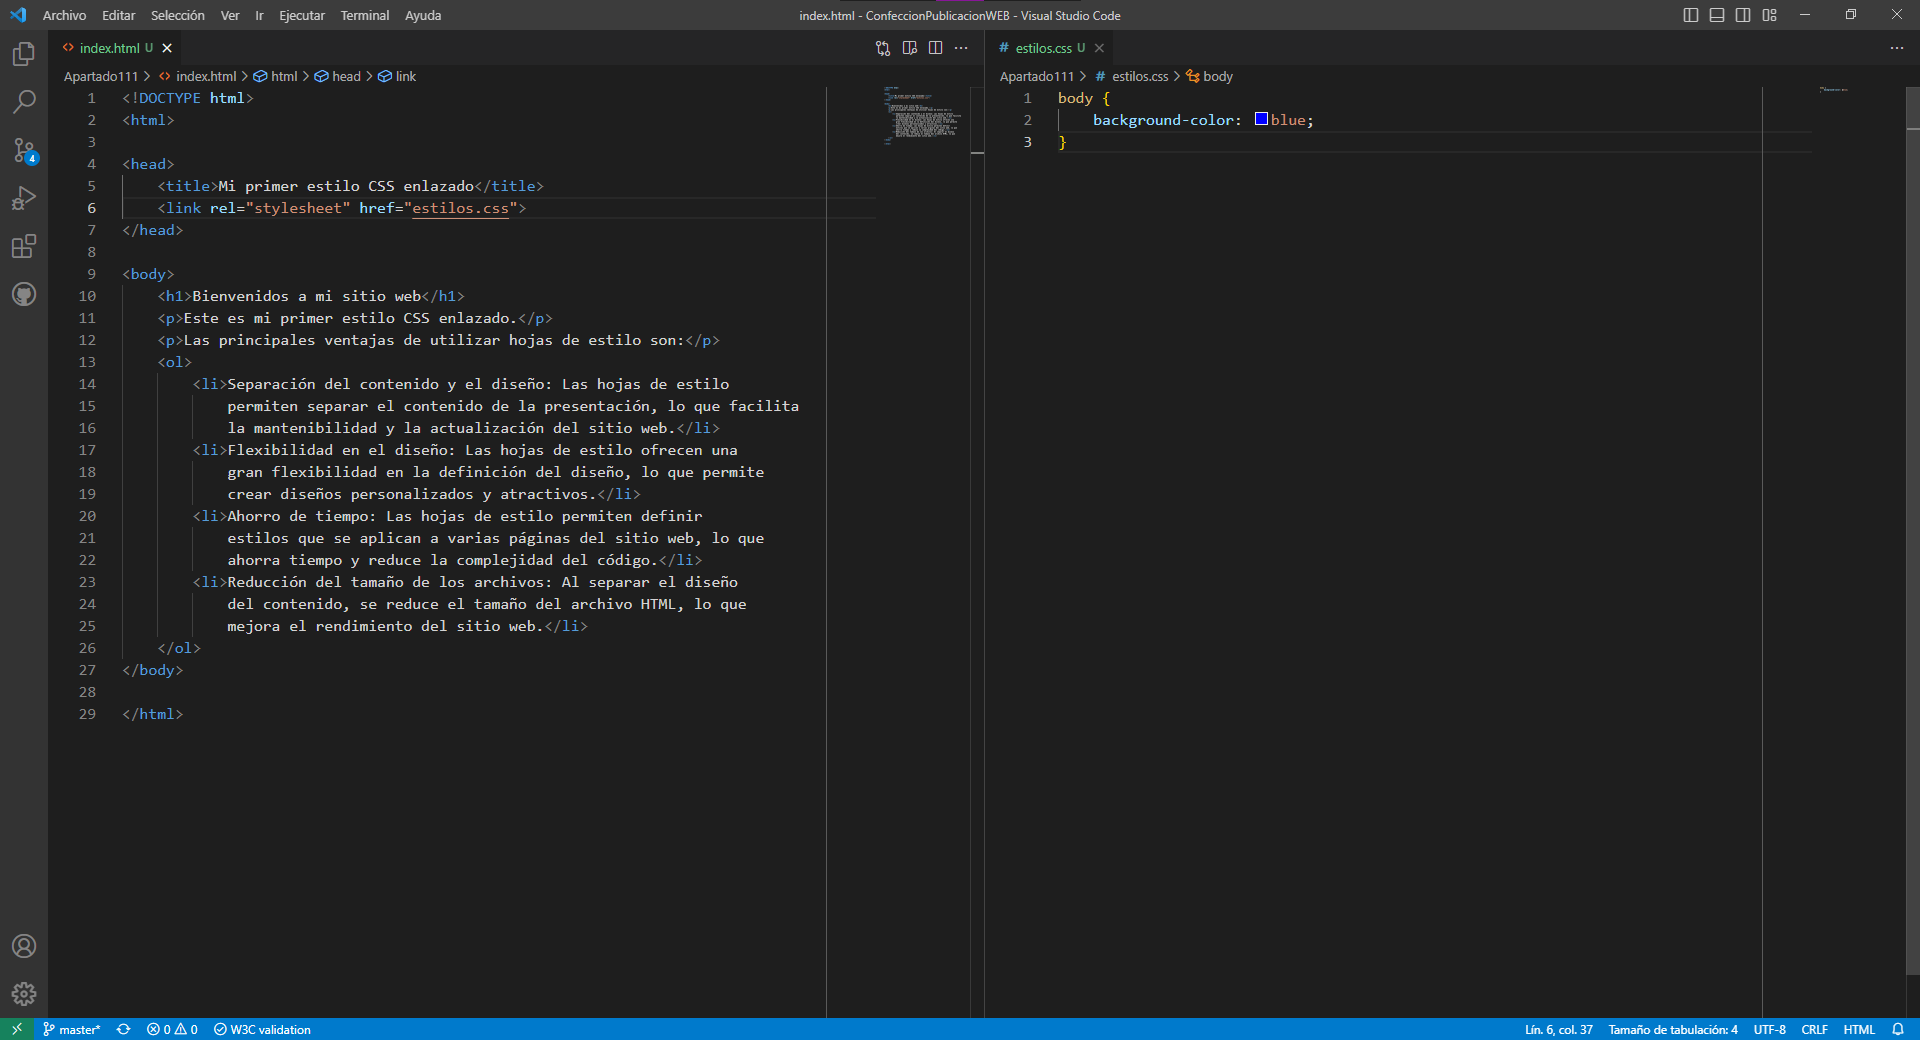 Archivo Editar Selección Ver Ir Ejecutar Terminal Ayuda
index.html - ConfeccionPublicacionWEB - Visual Studio Code
index.html U
Apartado111 > index.html > html > head > link
1 <!DOCTYPE html>
2 <html>
3
4 <head>
5 <title>Mi primer estilo CSS enlazado</title>
6 <link rel="stylesheet" href="estilos.css">
7 </head>
8
9 <body>
10 <h1>Bienvenidos a mi sitio web</h1>
11 <p>Este es mi primer estilo CSS enlazado.</p>
12 <p>Las principales ventajas de utilizar hojas de estilo son:</p>
13 <ol>
14 <li>Separación del contenido y el diseño: Las hojas de estilo
15 permiten separar el contenido de la presentación, lo que facilita
16 la mantenibilidad y la actualización del sitio web.</li>
17 <li>Flexibilidad en el diseño: Las hojas de estilo ofrecen una
18 gran flexibilidad en la definición del diseño, lo que permite
19 crear diseños personalizados y atractivos.</li>
20 <li>Ahorro de tiempo: Las hojas de estilo permiten definir
21 estilos que se aplican a varias páginas del sitio web, lo que
22 ahorra tiempo y reduce la complejidad del código.</li>
23 <li>Reducción del tamaño de los archivos: Al separar el diseño
24 del contenido, se reduce el tamaño del archivo HTML, lo que
25 mejora el rendimiento del sitio web.</li>
26 </ol>
27 </body>
28
29 </html>
# estilos.css U
Apartado111 > # estilos.css > body
1 body {
2 background-color: blue;
3 }
4
master* 0 0 W3C validation
Lín. 6, col. 37 Tamaño de tabulación: 4 UTF-8 CRLF HTML